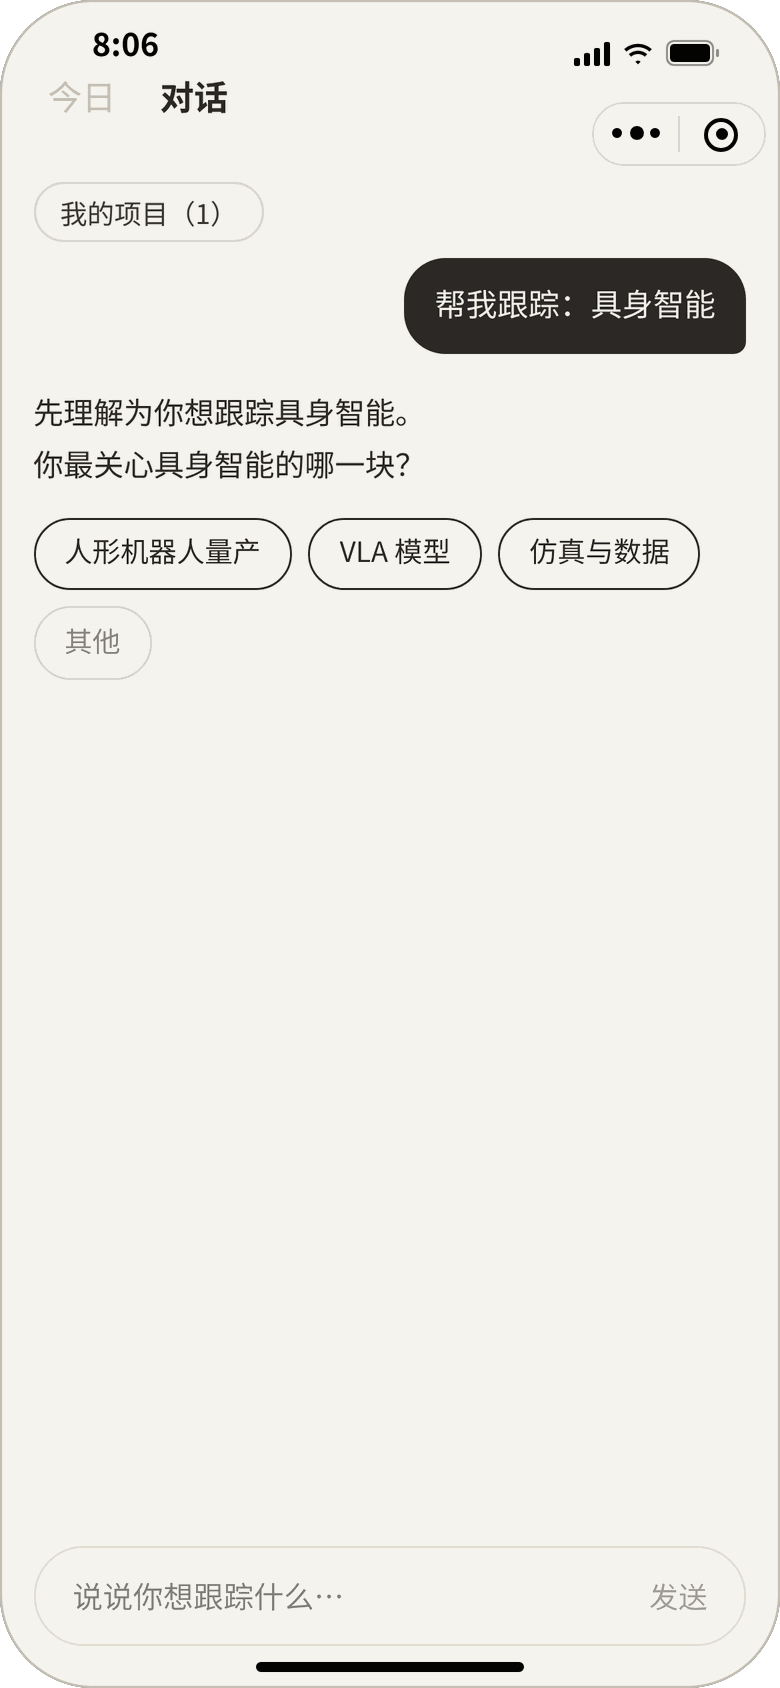 8:06
今日 对话
我的项目（1）
帮我跟踪：具身智能
先理解为你想跟踪具身智能。
你最关心具身智能的哪一块？
人形机器人量产 VLA 模型 仿真与数据
其他
说说你想跟踪什么… 发送